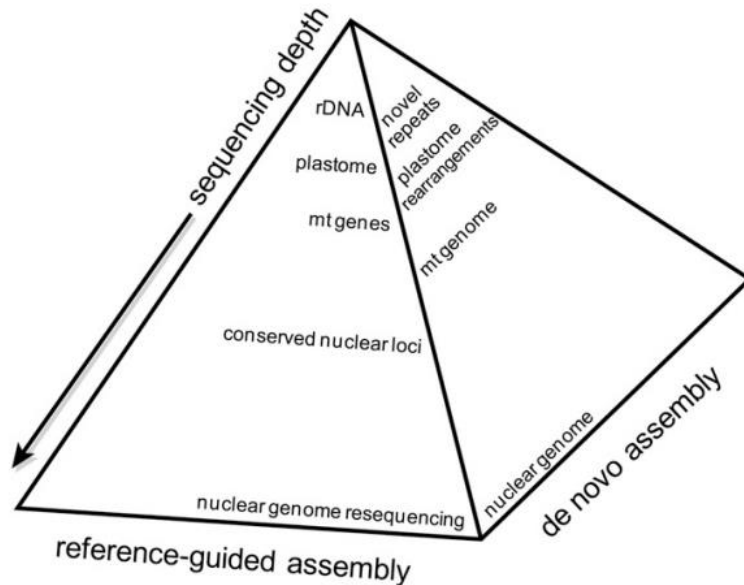 sequencing depth
rDNA
plastome
mt genes
conserved nuclear loci
nuclear genome resequencing
reference-guided assembly
novel
repeats
plastome
rearrangements
mt genome
nuclear genome
de novo assembly